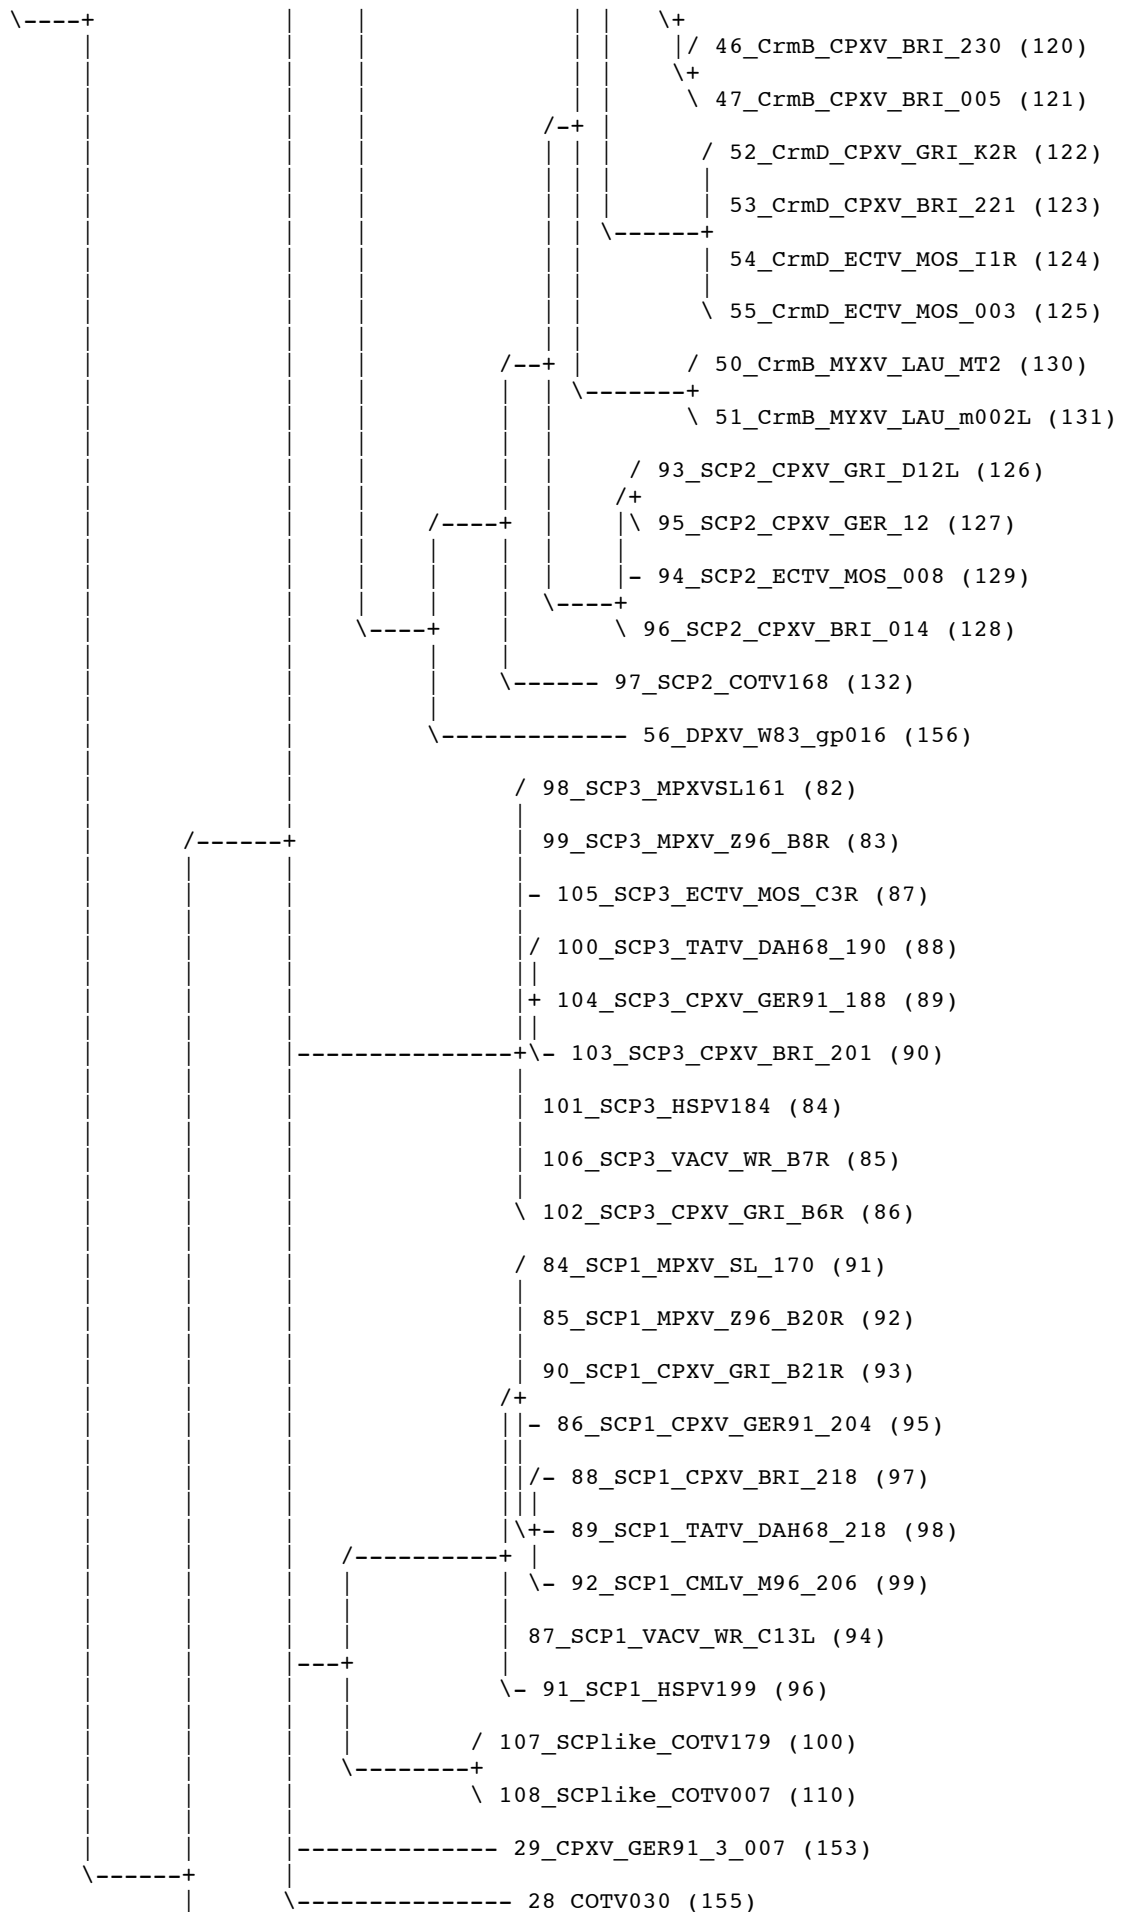 46_CrmB_CPXV_BRI_230 (120)
47_CrmB_CPXV_BRI_005 (121)
52_CrmD_CPXV_GRI_K2R (122)
53_CrmD_CPXV_BRI_221 (123)
54_CrmD_ECTV_MOS_I1R (124)
55_CrmD_ECTV_MOS_003 (125)
50_CrmB_MYXV_LAU_MT2 (130)
51_CrmB_MYXV_LAU_m002L (131)
93_SCP2_CPXV_GRI_D12L (126)
95_SCP2_CPXV_GER_12 (127)
94_SCP2_ECTV_MOS_008 (129)
96_SCP2_CPXV_BRI_014 (128)
97_SCP2_COTV168 (132)
56_DPXV_W83_gp016 (156)
98_SCP3_MPXVSL161 (82)
99_SCP3_MPXV_Z96_B8R (83)
105_SCP3_ECTV_MOS_C3R (87)
100_SCP3_TATV_DAH68_190 (88)
104_SCP3_CPXV_GER91_188 (89)
103_SCP3_CPXV_BRI_201 (90)
101_SCP3_HSPV184 (84)
106_SCP3_VACV_WR_B7R (85)
102_SCP3_CPXV_GRI_B6R (86)
84_SCP1_MPXV_SL_170 (91)
85_SCP1_MPXV_Z96_B20R (92)
90_SCP1_CPXV_GRI_B21R (93)
86_SCP1_CPXV_GER91_204 (95)
88_SCP1_CPXV_BRI_218 (97)
89_SCP1_TATV_DAH68_218 (98)
92_SCP1_CMLV_M96_206 (99)
87_SCP1_VACV_WR_C13L (94)
91_SCP1_HSPV199 (96)
107_SCPlike_COTV179 (100)
108_SCPlike_COTV007 (110)
29_CPXV_GER91_3_007 (153)
28_COTV030 (155)